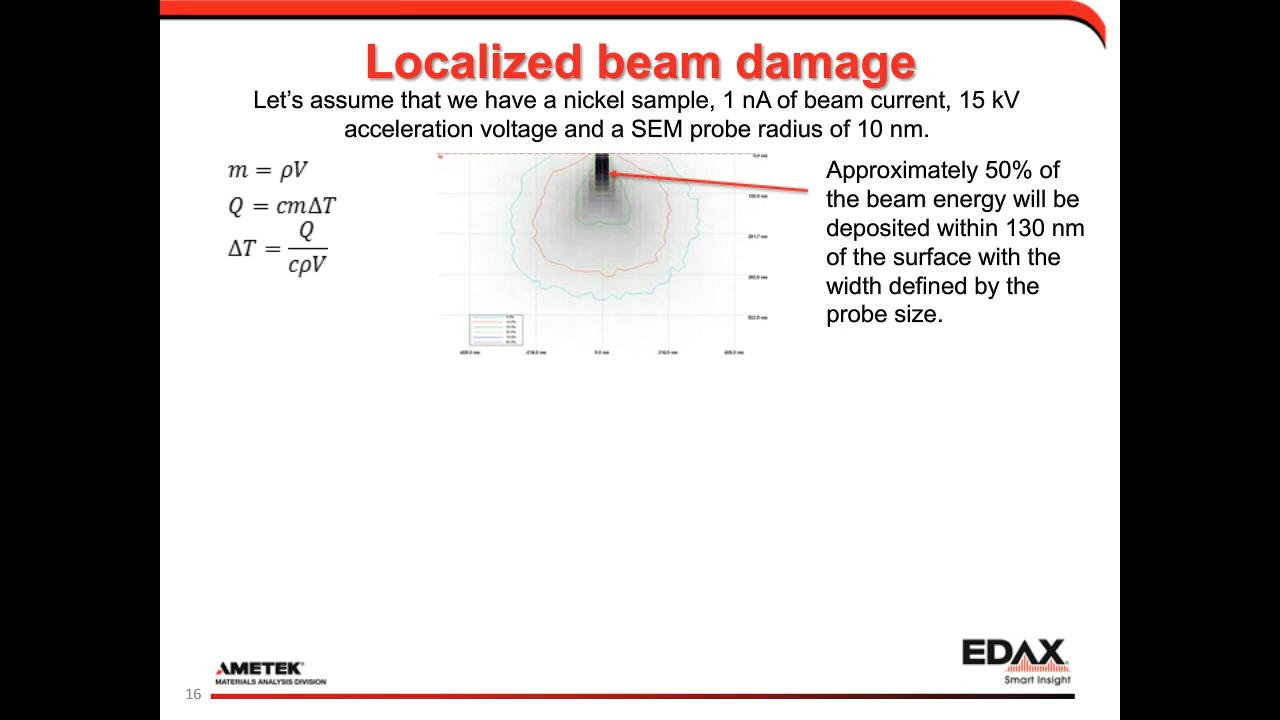 Localized beam damage
Let’s assume that we have a nickel sample, 1 nA of beam current, 15 kV
acceleration voltage and a SEM probe radius of 10 nm.
m = ρV
Q = cmΔT
ΔT = Q / cρV
Approximately 50% of
the beam energy will be
deposited within 130 nm
of the surface with the
width defined by the
probe size.
0.0 nm
AMETEK®
MATERIALS ANALYSIS DIVISION
EDAX
Smart Insight
16